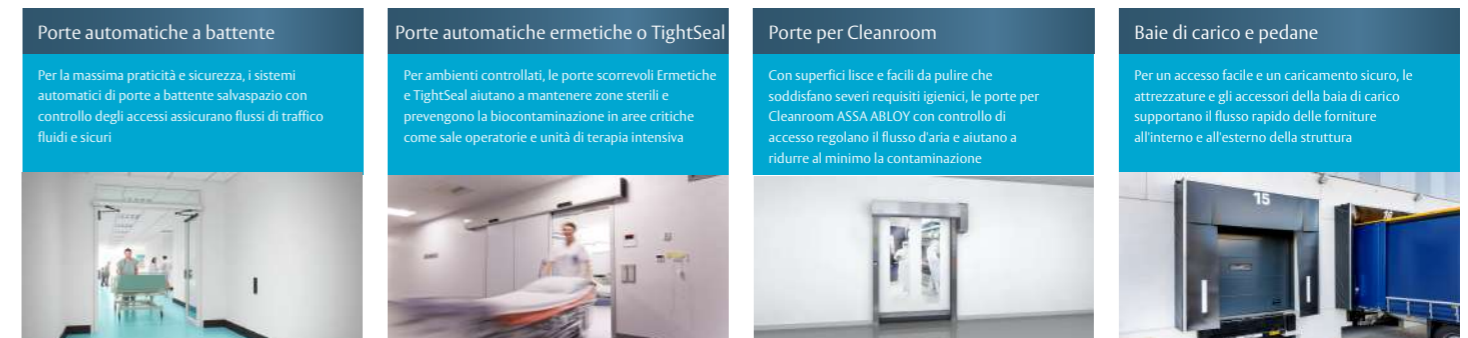 Porte automatiche a battente
Per la massima praticità e sicurezza, i sistemi
automatici di porte a battente salvaspazio con
controllo degli accessi assicurano flussi di traffico
fluidi e sicuri
Porte automatiche ermetiche o TightSeal
Per ambienti controllati, le porte scorrevoli Ermetiche
e TightSeal aiutano a mantenere zone sterili e
prevengono la biocontaminazione in aree critiche
come sale operatorie e unità di terapia intensiva
Porte per Cleanroom
Con superfici lisce e facili da pulire che
soddisfano severi requisiti igienici, le porte per
Cleanroom ASSA ABLOY con controllo di
accesso regolano il flusso d'aria e aiutano a
ridurre al minimo la contaminazione
Baie di carico e pedane
Per un accesso facile e un caricamento sicuro, le
attrezzature e gli accessori della baia di carico
supportano il flusso rapido delle forniture
all'interno e all'esterno della struttura
15